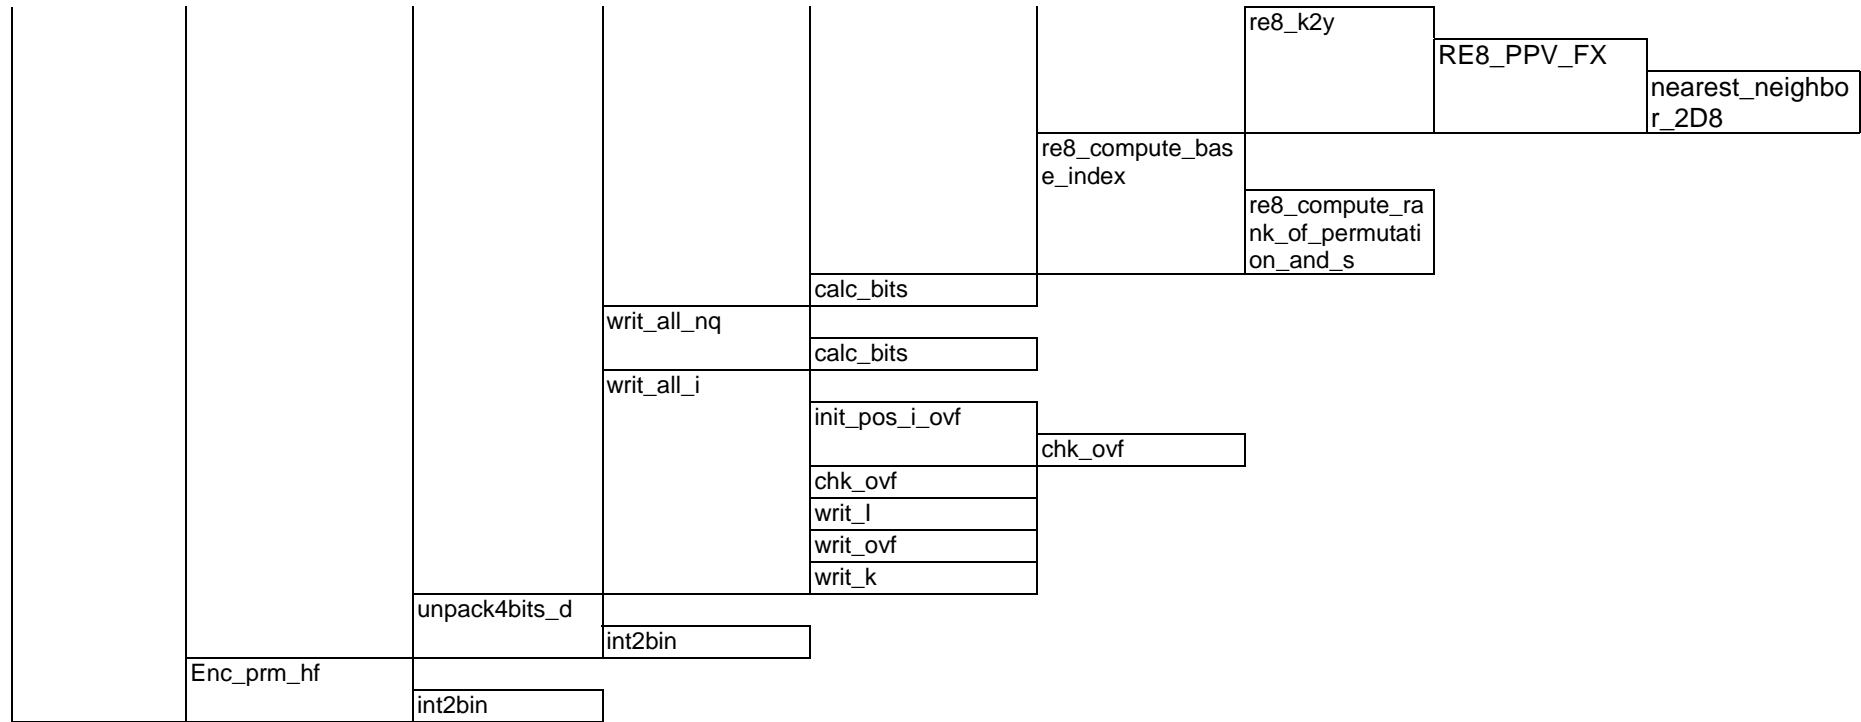 re8_k2y
RE8_PPV_FX
nearest_neighbo
r_2D8
re8_compute_bas
e_index
re8_compute_ra
nk_of_permutati
on_and_s
calc_bits
writ_all_nq
calc_bits
writ_all_i
init_pos_i_ovf
chk_ovf
chk_ovf
writ_I
writ_ovf
writ_k
unpack4bits_d
int2bin
Enc_prm_hf
int2bin